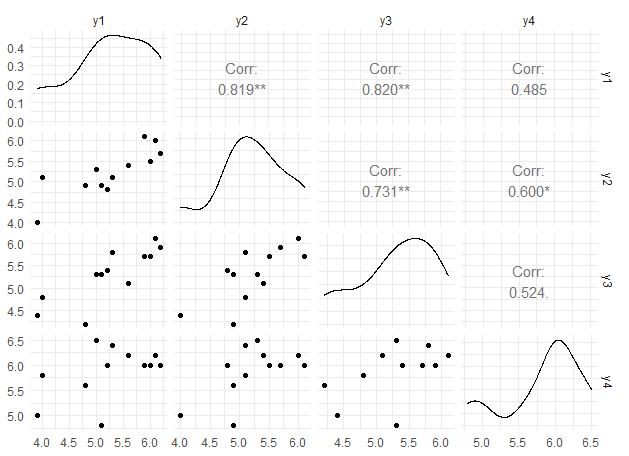 y1 y2 y3 y4
0.4
0.3
0.2
0.1
0.0
Corr:
0.819**
Corr:
0.820**
Corr:
0.485
y1
6.0
5.5
5.0
4.5
4.0
Corr:
0.731**
Corr:
0.600*
y2
6.0
5.5
5.0
4.5
Corr:
0.524.
y3
6.5
6.0
5.5
5.0
y4
4.0 4.5 5.0 5.5 6.0
4.0 4.5 5.0 5.5 6.0
4.5 5.0 5.5 6.0
5.0 5.5 6.0 6.5